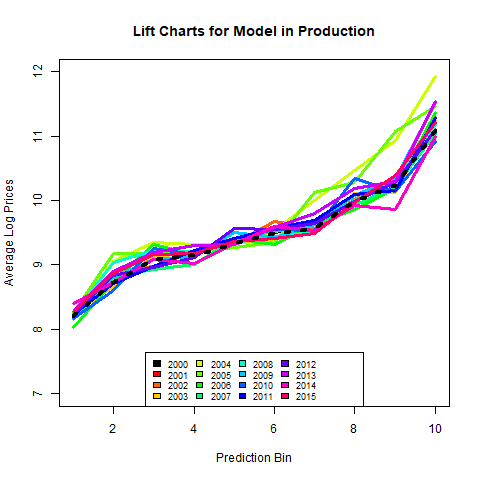 Lift Charts for Model in Production
Average Log Prices
12
11
10
9
8
7
2000 2004 2008 2012
2001 2005 2009 2013
2002 2006 2010 2014
2003 2007 2011 2015
2 4 6 8 10
Prediction Bin